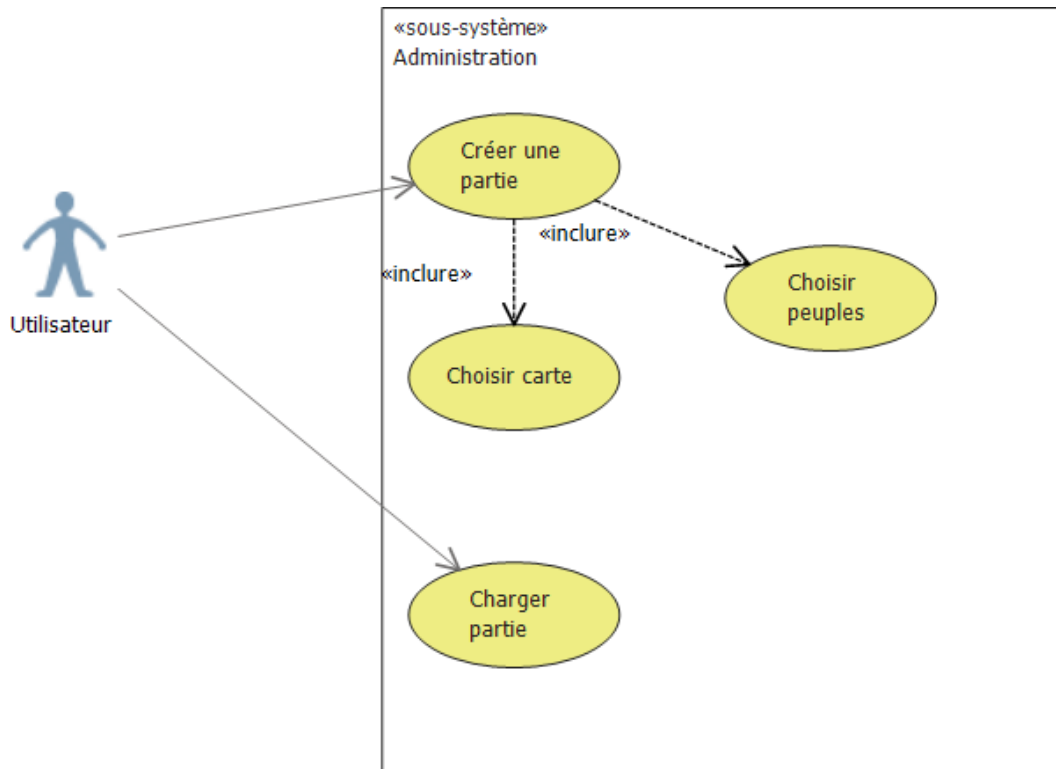 «sous-système»
Administration
Créer une
partie
«inclure»
«inclure»
Choisir
peuples
Utilisateur
Choisir carte
Charger
partie